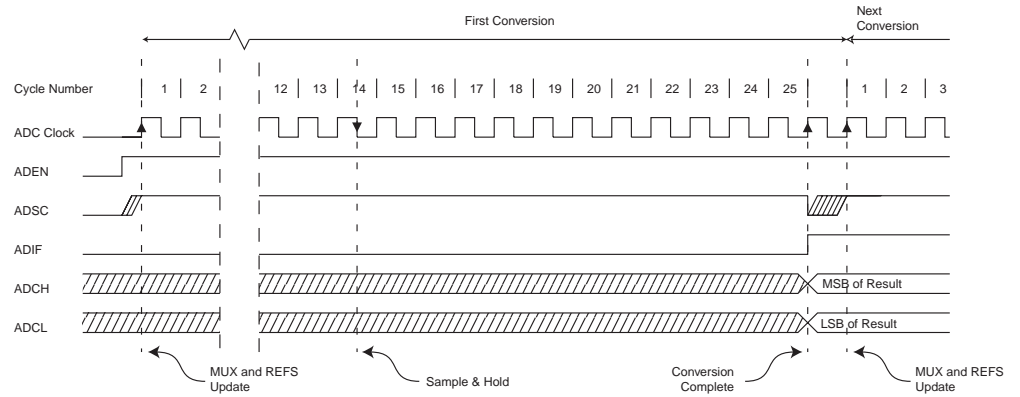 First Conversion
Next
Conversion
Cycle Number 1 2 12 13 14 15 16 17 18 19 20 21 22 23 24 25 1 2 3
ADC Clock
ADEN
ADSC
ADIF
ADCH MSB of Result
ADCL LSB of Result
MUX and REFS
Update
Sample & Hold
Conversion
Complete
MUX and REFS
Update